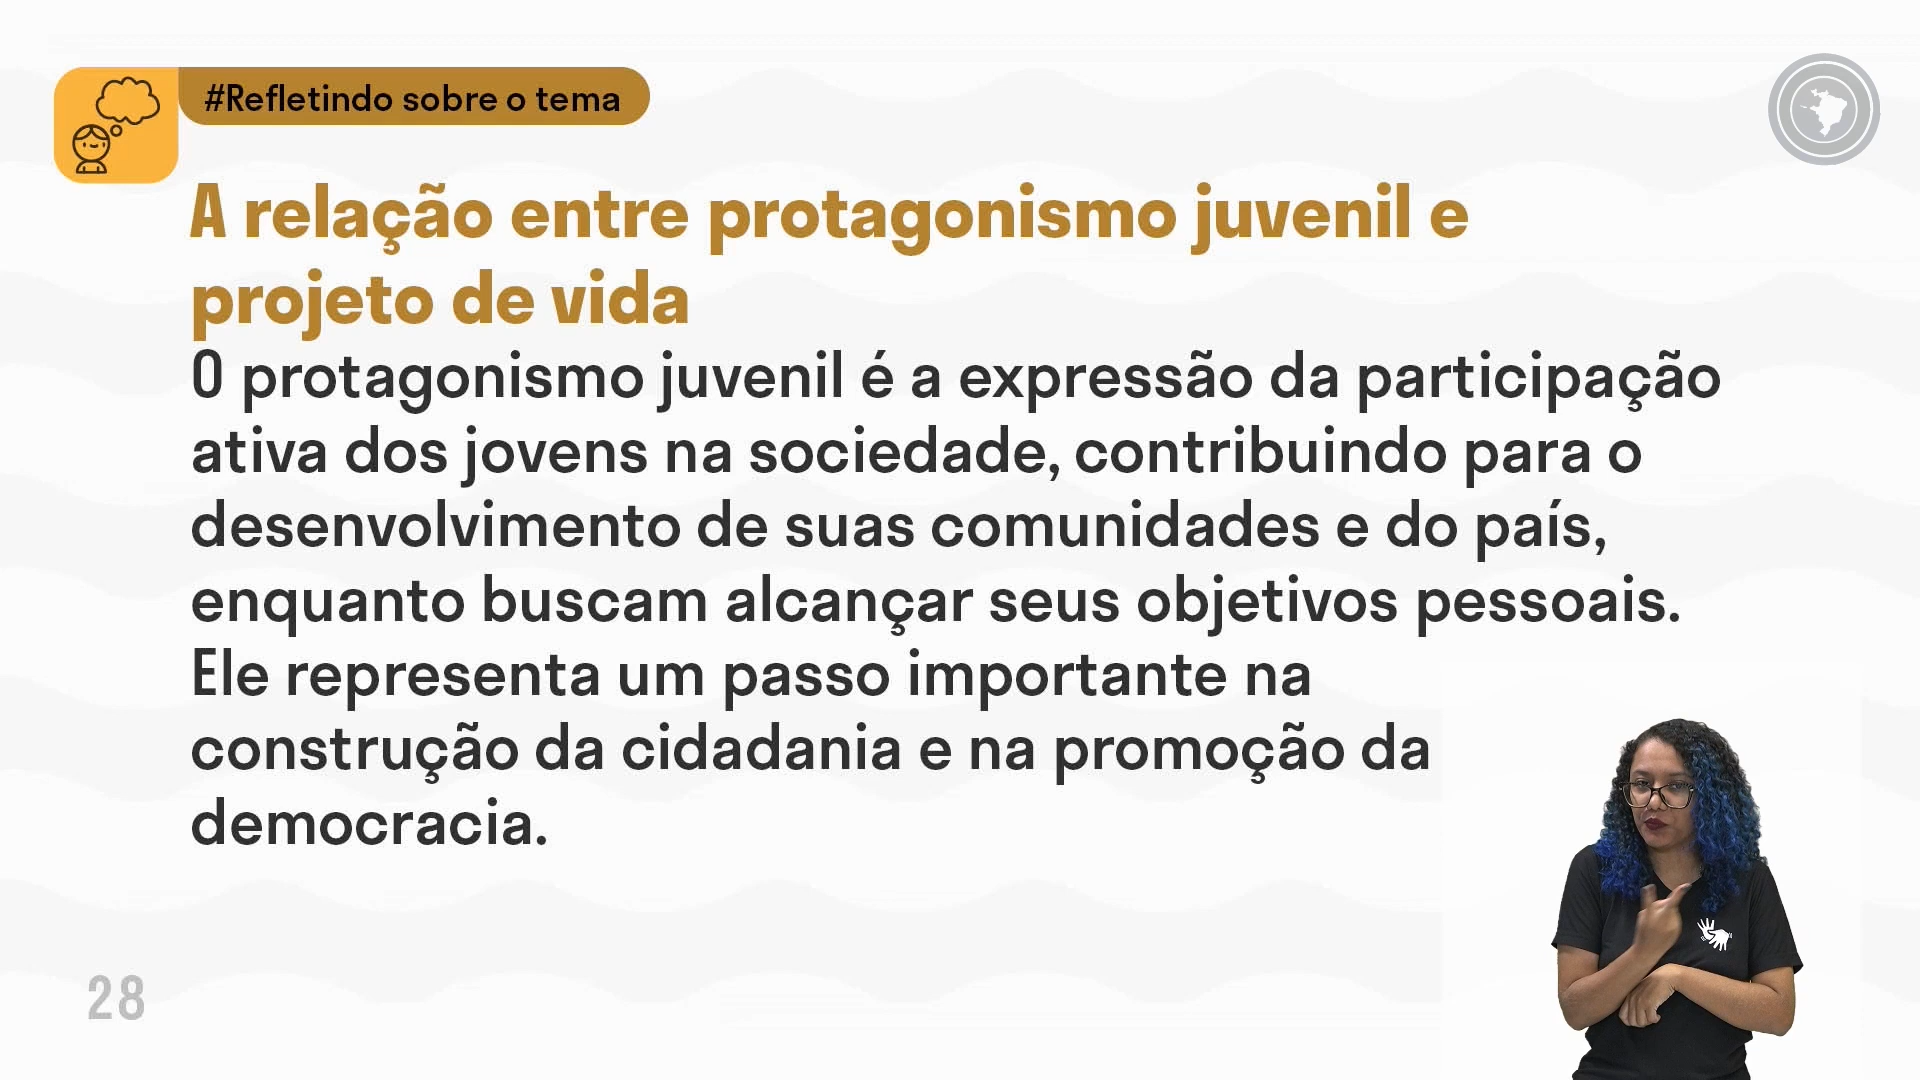 #Refletindo sobre o tema
A relação entre protagonismo juvenil e
projeto de vida
O protagonismo juvenil é a expressão da participação
ativa dos jovens na sociedade, contribuindo para o
desenvolvimento de suas comunidades e do país,
enquanto buscam alcançar seus objetivos pessoais.
Ele representa um passo importante na
construção da cidadania e na promoção da
democracia.
28